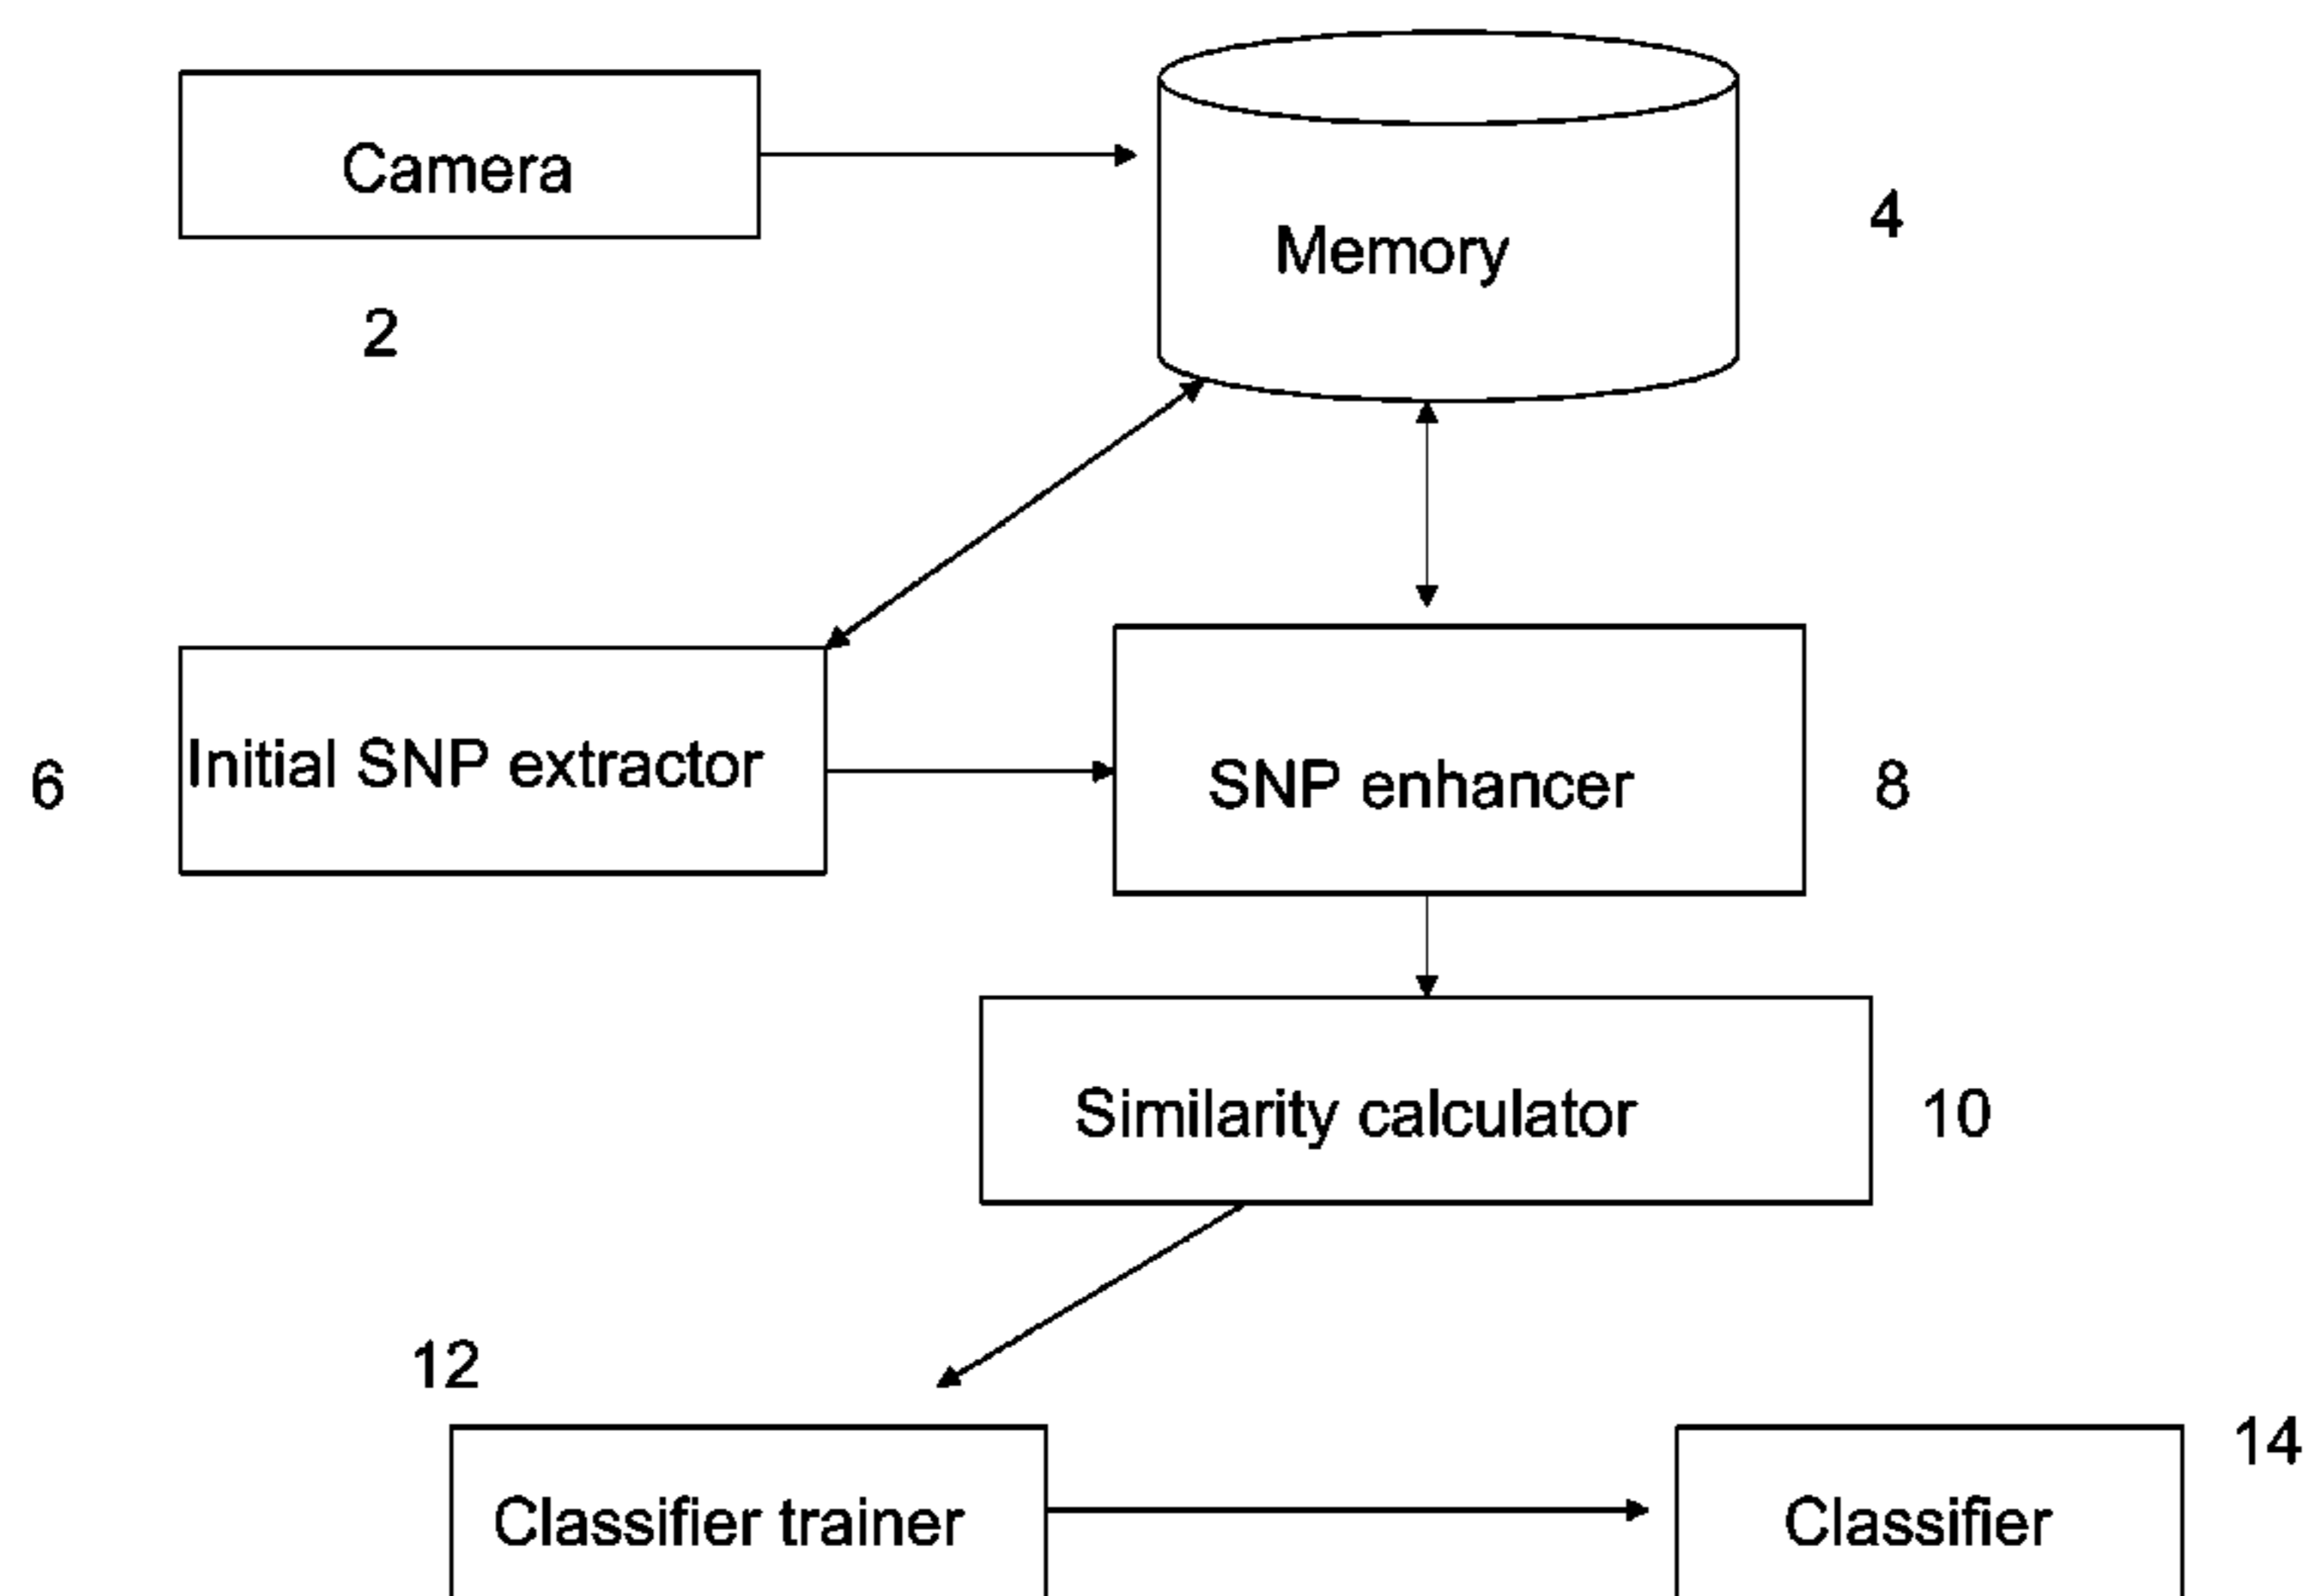 Camera
2
Memory
4
6
Initial SNP extractor
SNP enhancer
8
Similarity calculator
10
12
Classifier trainer
Classifier
14